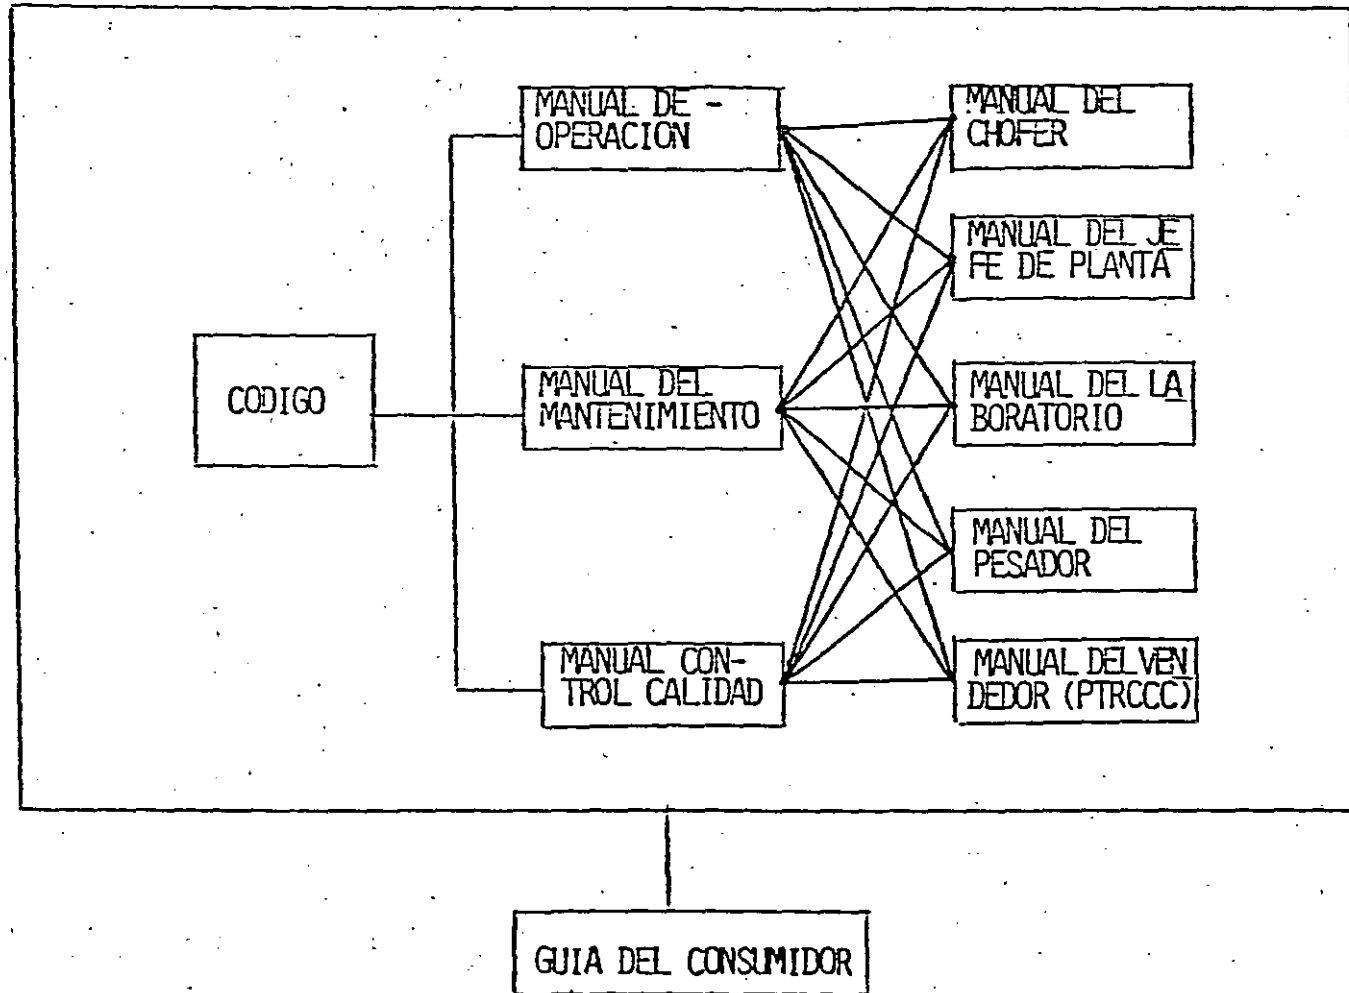 MANUAL DE -
OPERACION
MANUAL DEL
CHOFER
MANUAL DEL JE
FE DE PLANTA
CODIGO
MANUAL DEL
MANTENIMIENTO
MANUAL DEL LA
BORATORIO
MANUAL DEL
PESADOR
MANUAL CON-
TROL CALIDAD
MANUAL DEL VEN
DEDOR (PTRCCC)
GUIA DEL CONSUMIDOR